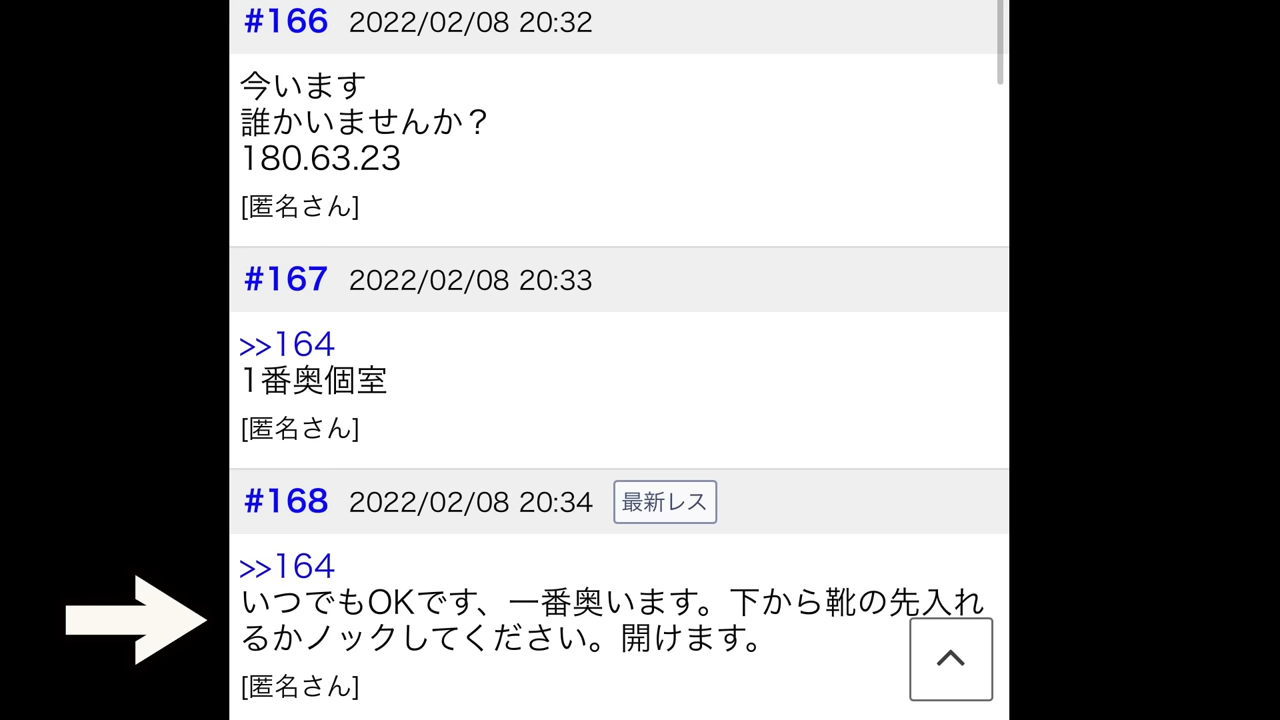 #166 2022/02/08 20:32
今います
誰かいませんか？
180.63.23
[匿名さん]
#167 2022/02/08 20:33
>>164
1番奥個室
[匿名さん]
#168 2022/02/08 20:34 最新レス
>>164
いつでもOKです、一番奥います。下から靴の先入れ
るかノックしてください。開けます。
[匿名さん]